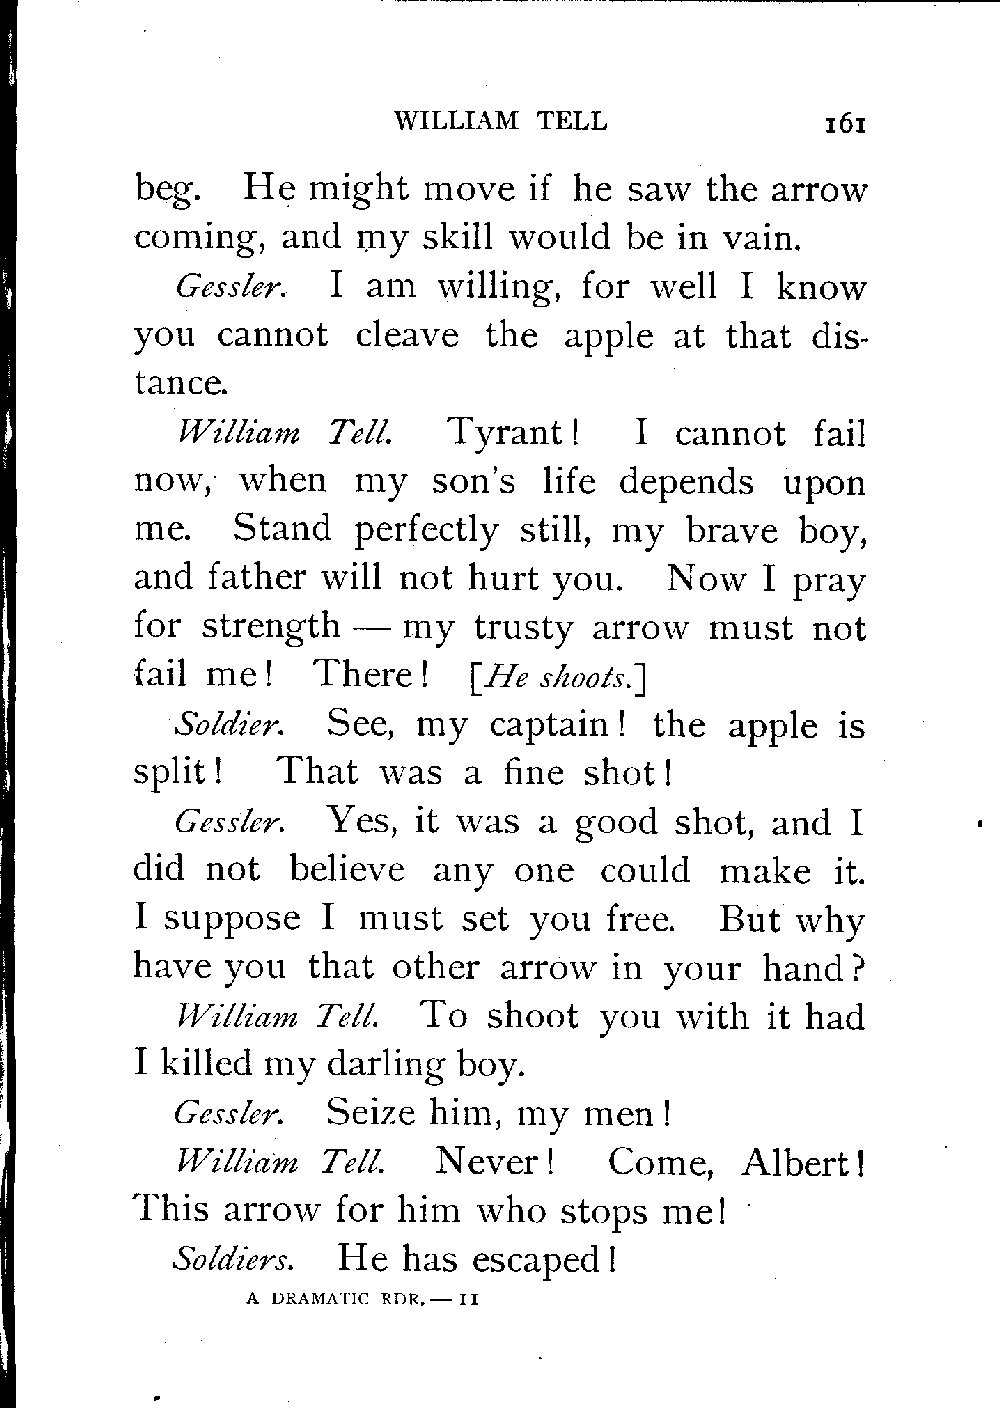 WILLIAM TELL 161
beg. He might move if he saw the arrow
coming, and my skill would be in vain.
Gessler. I am willing, for well I know
you cannot cleave the apple at that dis-
tance.
William Tell. Tyrant! I cannot fail
now, when my son's life depends upon
me. Stand perfectly still, my brave boy,
and father will not hurt you. Now I pray
for strength — my trusty arrow must not
fail me! There! [He shoots.]
Soldier. See, my captain! the apple is
split! That was a fine shot!
Gessler. Yes, it was a good shot, and I
did not believe any one could make it.
I suppose I must set you free. But why
have you that other arrow in your hand?
William Tell. To shoot you with it had
I killed my darling boy.
Gessler. Seize him, my men!
William Tell. Never! Come, Albert!
This arrow for him who stops me!
Soldiers. He has escaped!
A DRAMATIC RDR. — 11